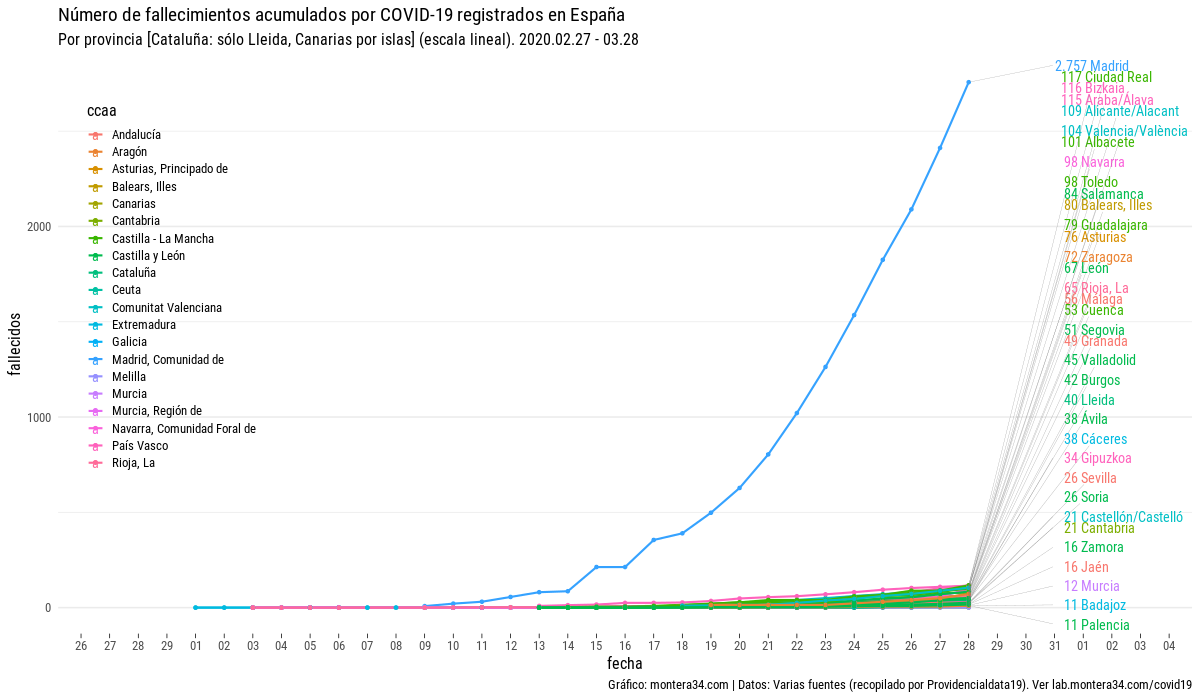 Número de fallecimientos acumulados por COVID-19 registrados en España
Por provincia [Cataluña: sólo Lleida, Canarias por islas] (escala lineal). 2020.02.27 - 03.28
ccaa
Andalucía
Aragón
Asturias, Principado de
Balears, Illes
Canarias
Cantabria
Castilla - La Mancha
Castilla y León
Cataluña
Ceuta
Comunitat Valenciana
Extremadura
Galicia
Madrid, Comunidad de
Melilla
Murcia
Murcia, Región de
Navarra, Comunidad Foral de
País Vasco
Rioja, La
fallecidos
2000
1000
0
2.757 Madrid
117 Ciudad Real
116 Bizkaia
115 Araba/Álava
109 Alicante/Alacant
104 Valencia/València
101 Albacete
98 Navarra
98 Toledo
84 Salamanca
80 Balears, Illes
79 Guadalajara
76 Asturias
72 Zaragoza
67 León
65 Rioja, La
56 Málaga
53 Cuenca
51 Segovia
49 Granada
45 Valladolid
42 Burgos
40 Lleida
38 Ávila
38 Cáceres
34 Gipuzkoa
26 Sevilla
26 Soria
21 Castellón/Castelló
21 Cantabria
16 Zamora
16 Jaén
12 Murcia
11 Badajoz
11 Palencia
26 27 28 29 01 02 03 04 05 06 07 08 09 10 11 12 13 14 15 16 17 18 19 20 21 22 23 24 25 26 27 28 29 30 31 01 02 03 04
fecha
Gráfico: montera34.com | Datos: Varias fuentes (recopilado por Providencialdata19). Ver lab.montera34.com/covid19